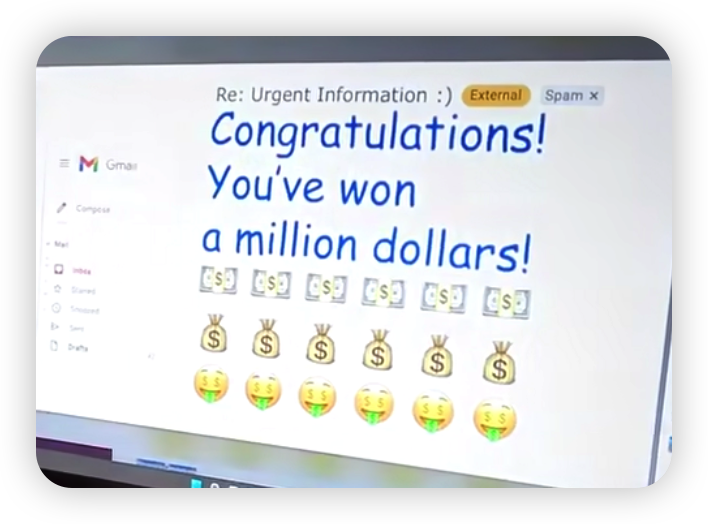 Re: Urgent Information :) External Spam ×
Congratulations!
You've won
a million dollars!
Gmail
Compose
Mail
Inbox
Starred
Snoozed
Sent
Drafts